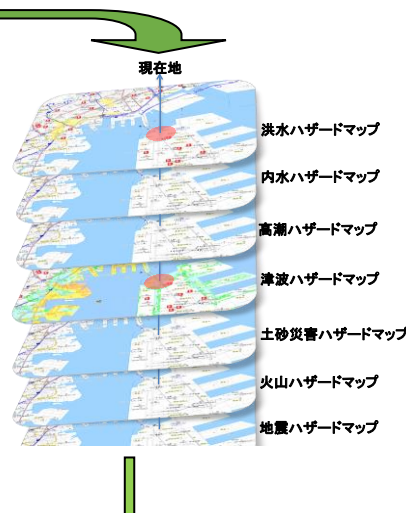 現在地
洪水ハザードマップ
内水ハザードマップ
高潮ハザードマップ
津波ハザードマップ
土砂災害ハザードマップ
火山ハザードマップ
地震ハザードマップ